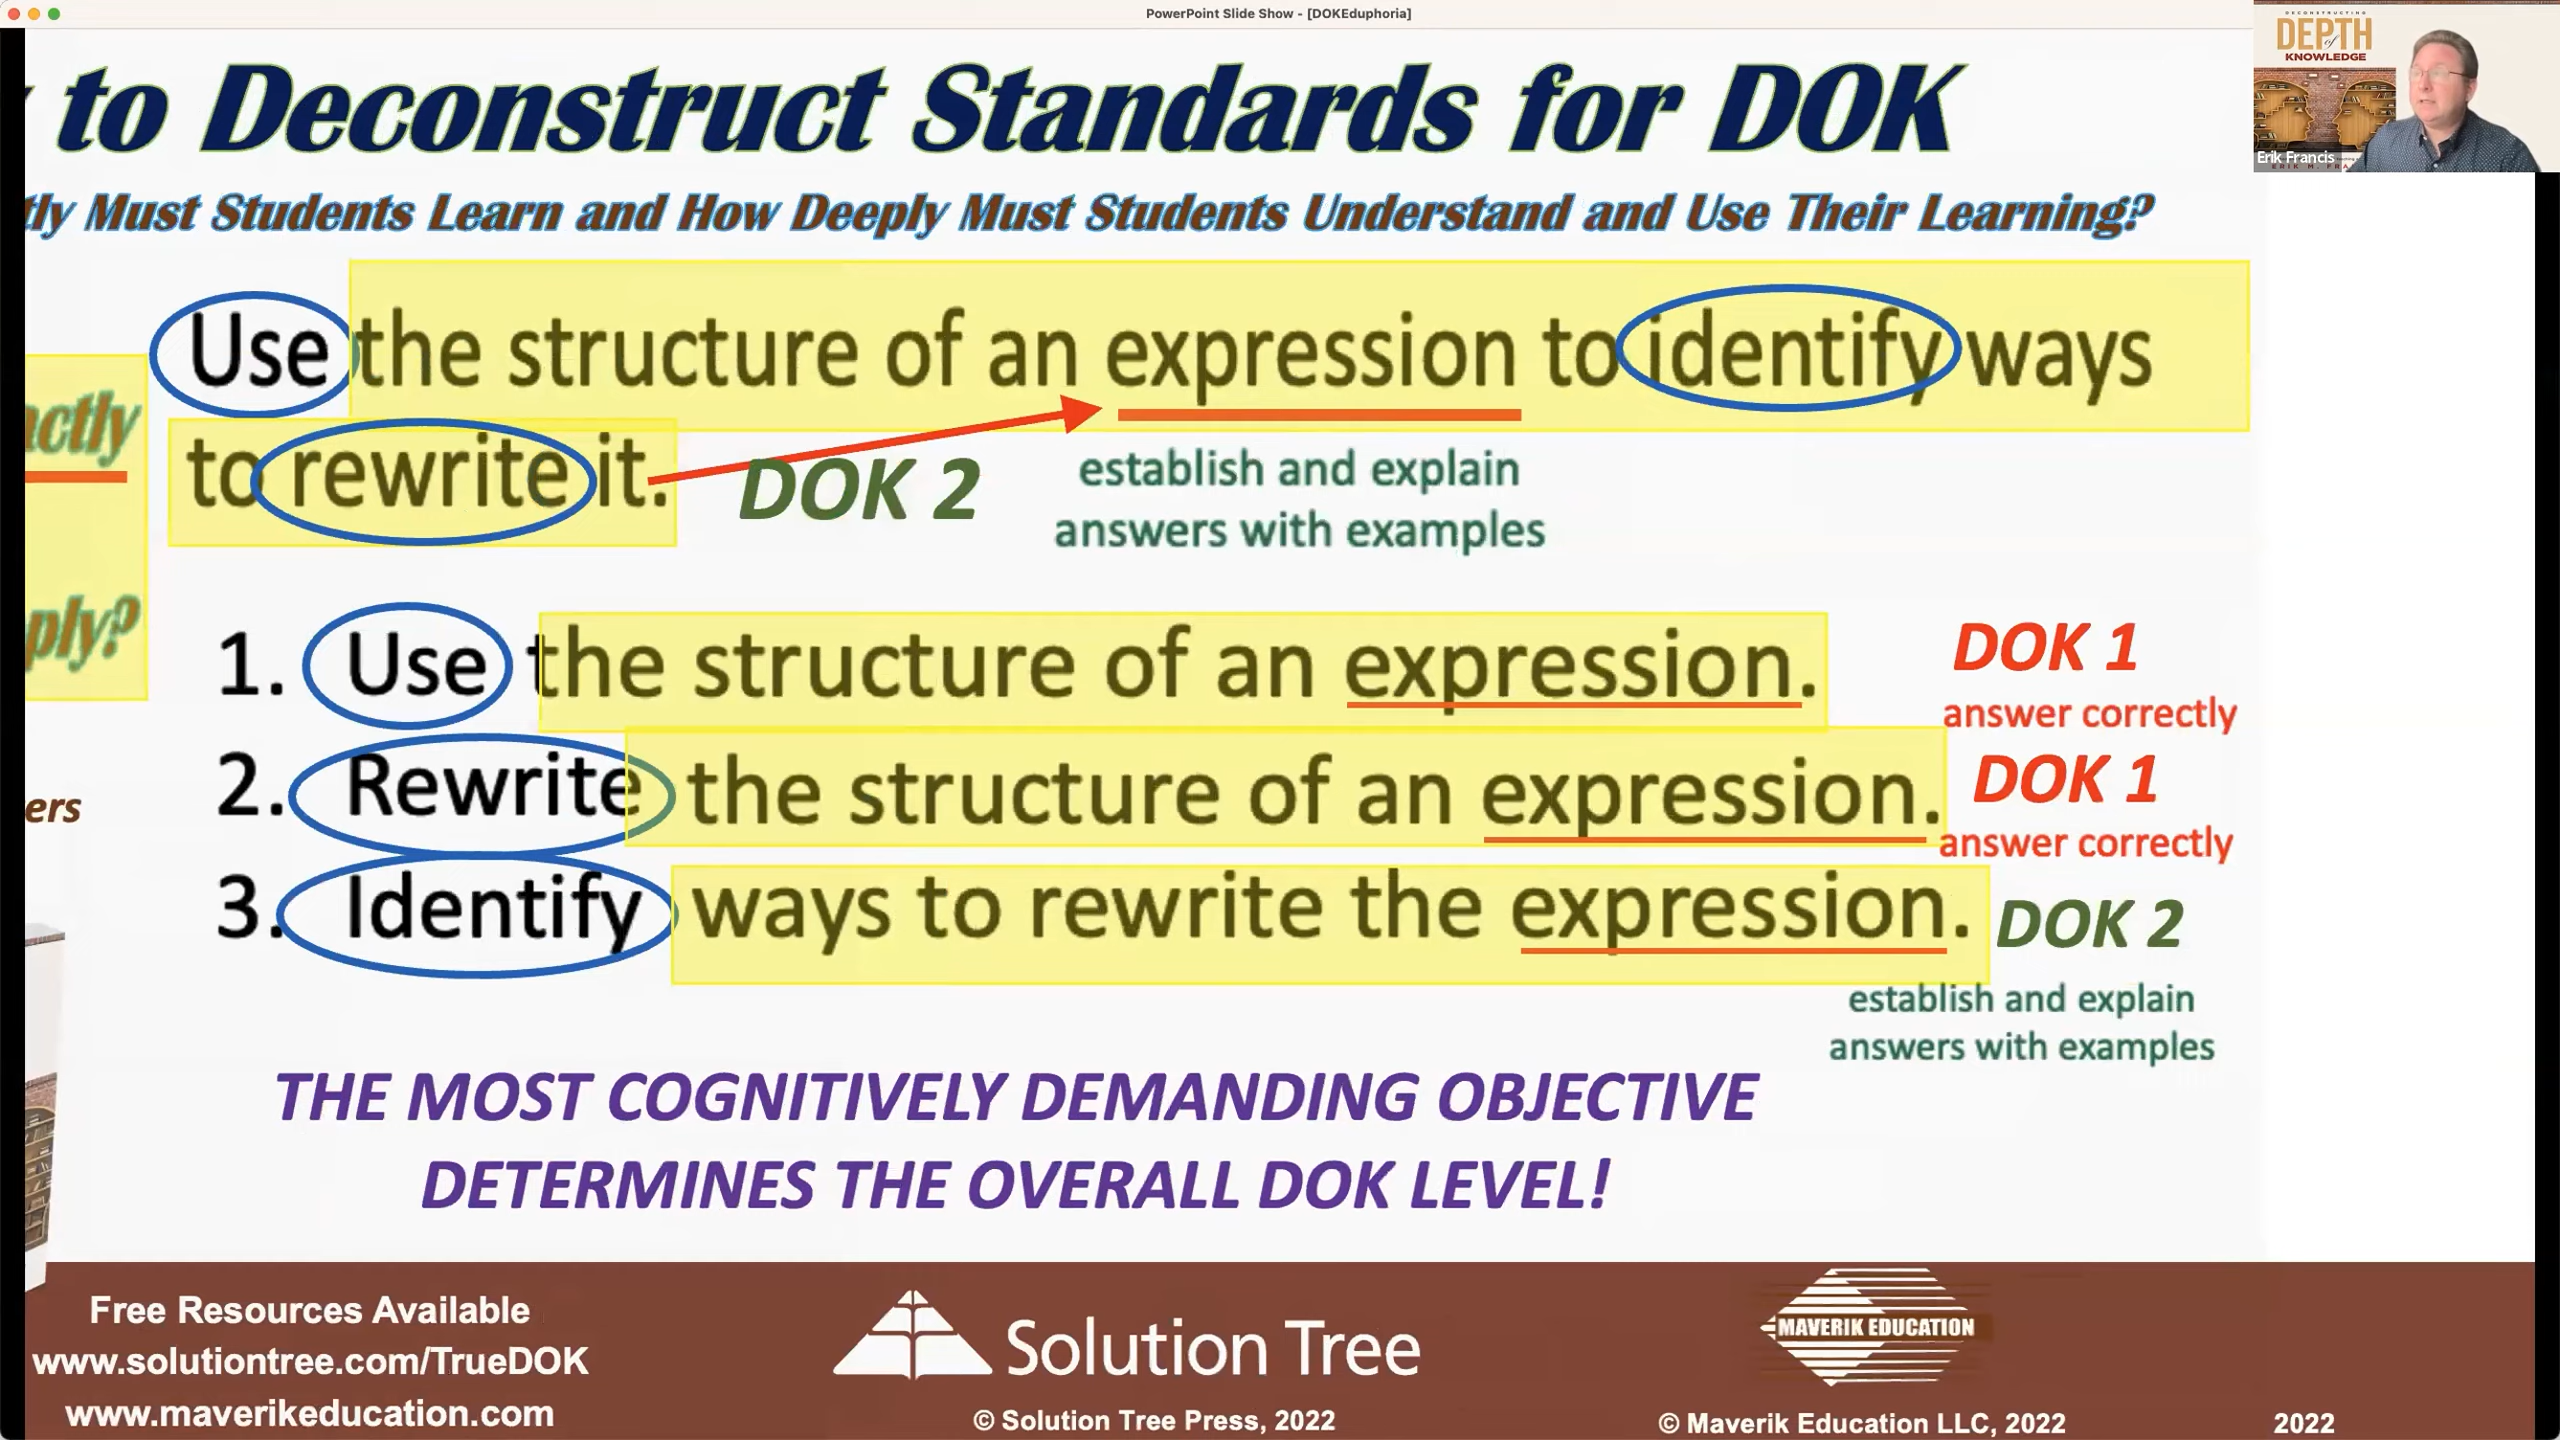 PowerPoint Slide Show - [DOKEduphoria]
DECONSTRUCTING
DEPTH
of
KNOWLEDGE
Erik Francis
to Deconstruct Standards for DOK
tly Must Students Learn and How Deeply Must Students Understand and Use Their Learning?
Use the structure of an expression to identify ways
to rewrite it.
DOK 2
establish and explain
answers with examples
actly
ply?
ers
1. Use the structure of an expression.
DOK 1
answer correctly
2. Rewrite the structure of an expression.
DOK 1
answer correctly
3. Identify ways to rewrite the expression.
DOK 2
establish and explain
answers with examples
THE MOST COGNITIVELY DEMANDING OBJECTIVE
DETERMINES THE OVERALL DOK LEVEL!
Free Resources Available
www.solutiontree.com/TrueDOK
www.maverikeducation.com
Solution Tree
© Solution Tree Press, 2022
MAVERIK EDUCATION
© Maverik Education LLC, 2022
2022